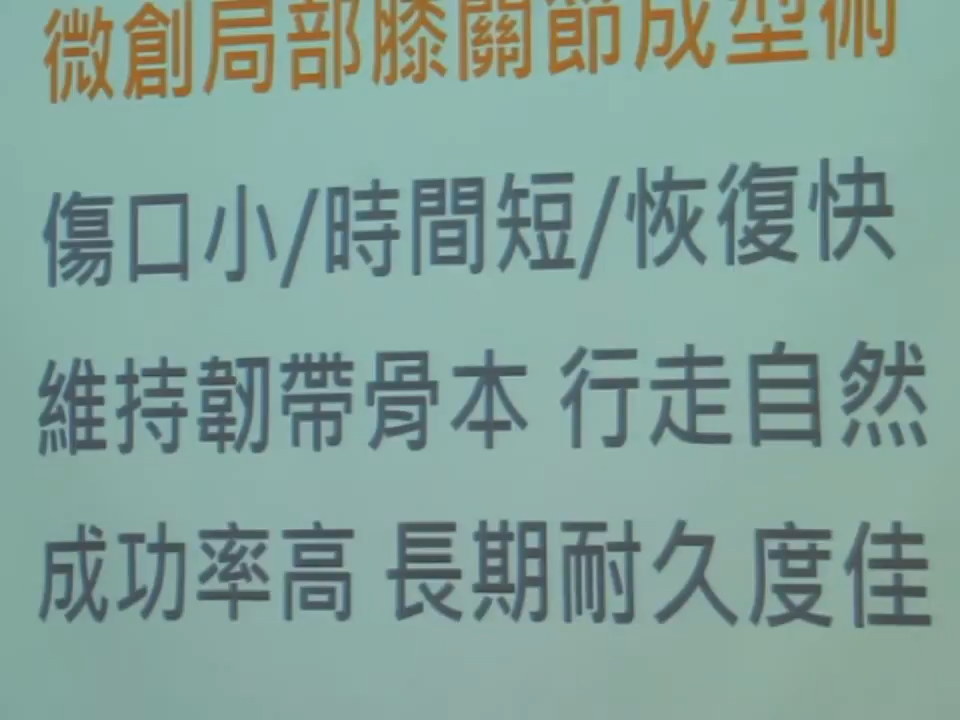 微創局部膝關節成型術
傷口小/時間短/恢復快
維持韌帶骨本 行走自然
成功率高 長期耐久度佳